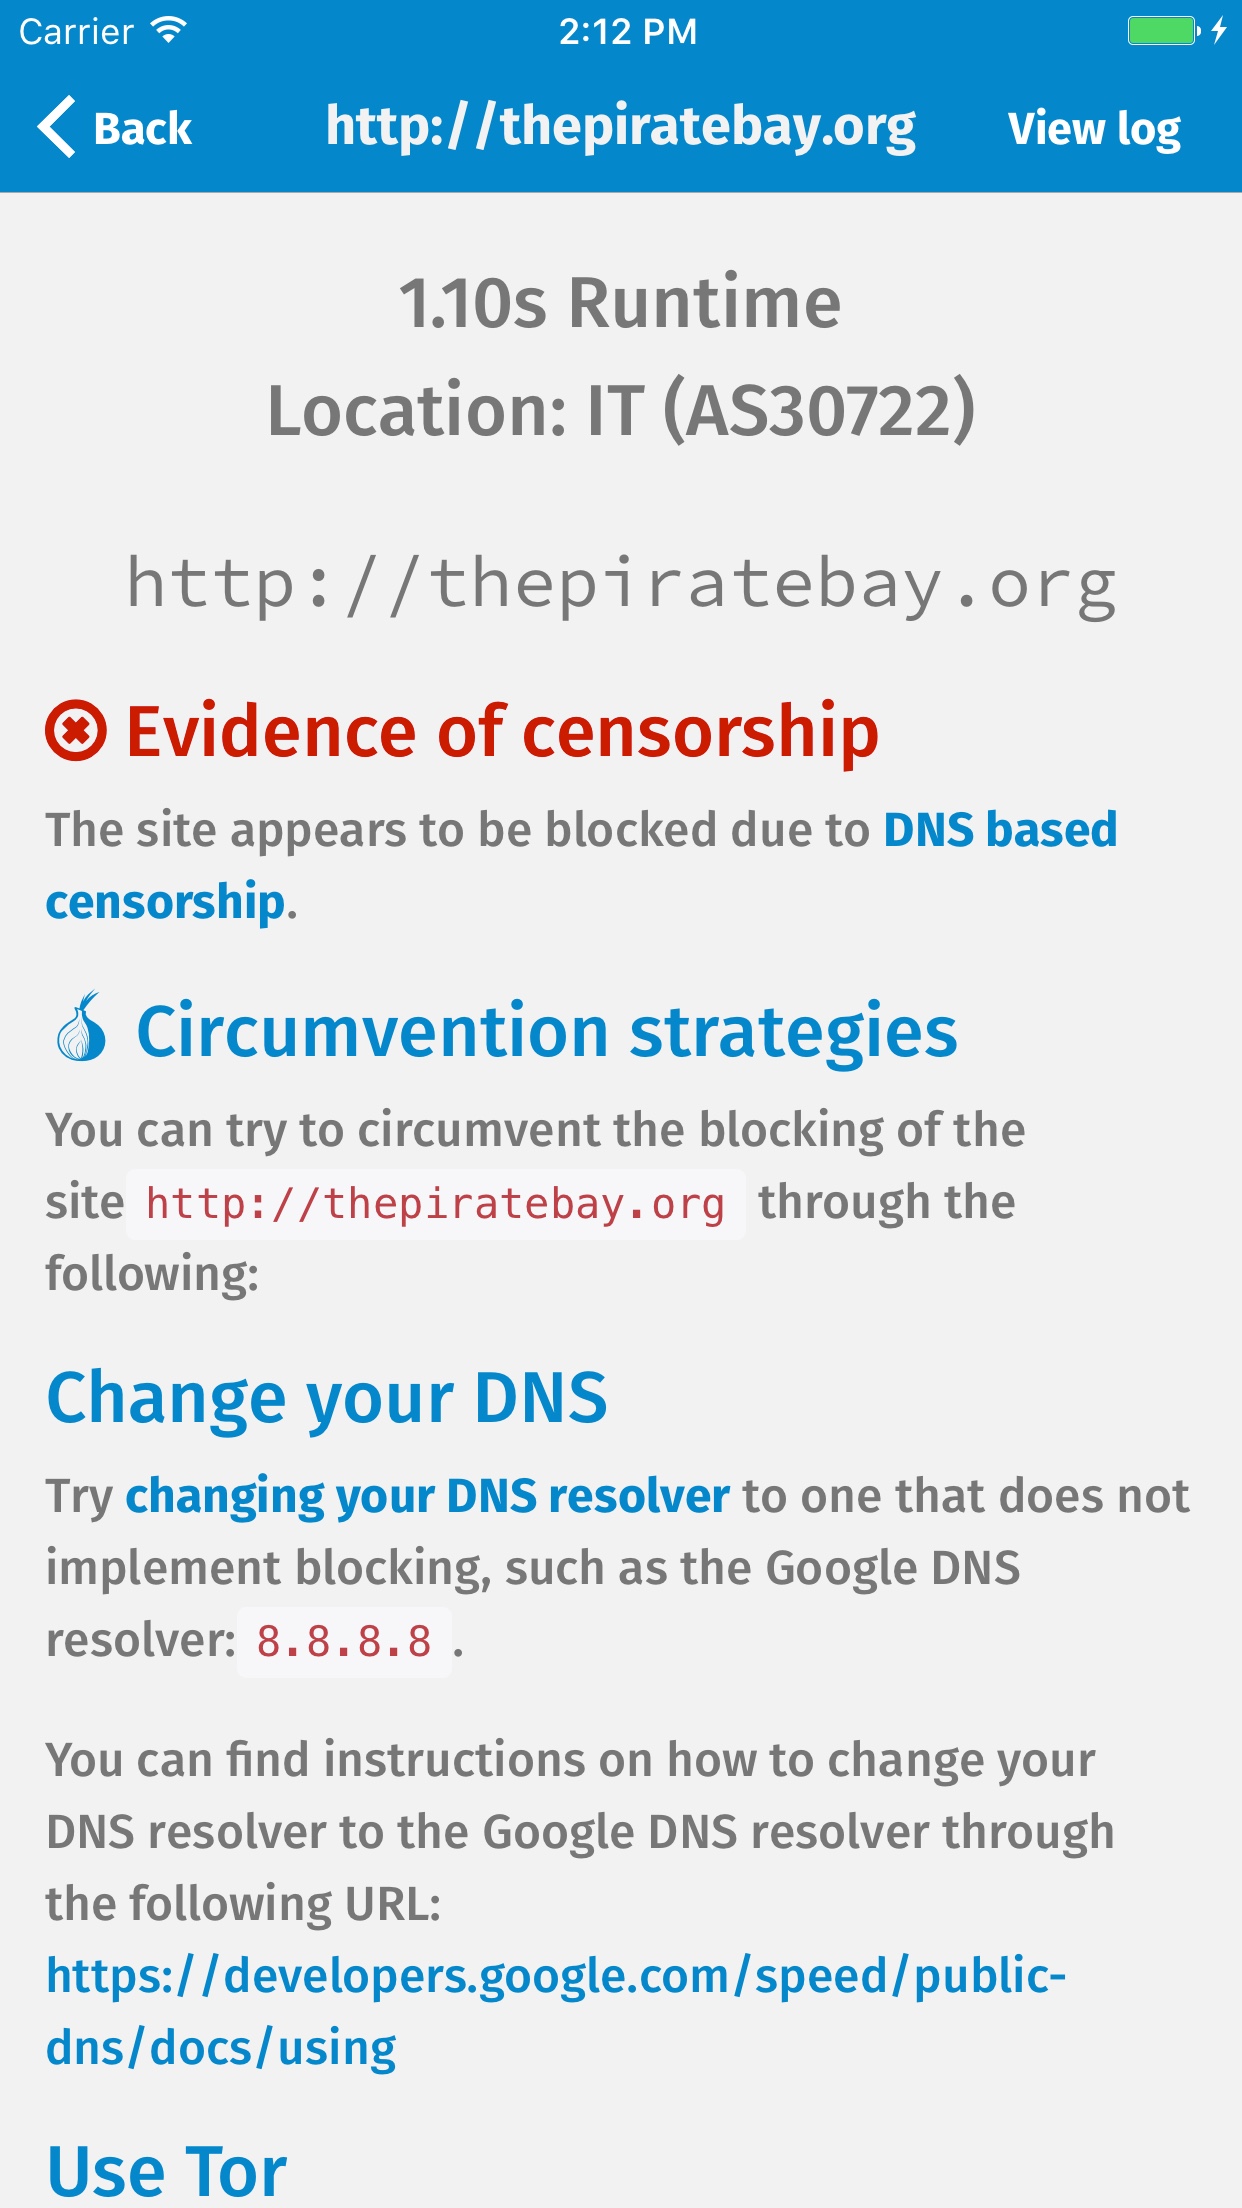 Carrier 2:12 PM
Back http://thepiratebay.org View log
1.10s Runtime
Location: IT (AS30722)
http://thepiratebay.org
Evidence of censorship
The site appears to be blocked due to DNS based
censorship.
Circumvention strategies
You can try to circumvent the blocking of the
site http://thepiratebay.org through the
following:
Change your DNS
Try changing your DNS resolver to one that does not
implement blocking, such as the Google DNS
resolver: 8.8.8.8 .
You can find instructions on how to change your
DNS resolver to the Google DNS resolver through
the following URL:
https://developers.google.com/speed/public-
dns/docs/using
Use Tor